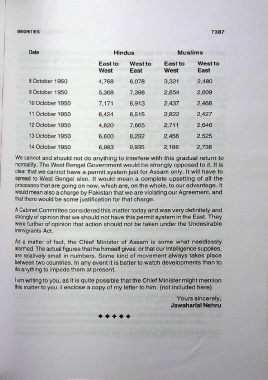 MINORITIES 7387
Date Hindus Muslims
East to West West to East East to West West to East
8 October 1950 4,768 6,078 3,321 2,480
9 October 1950 5,368 7,398 2,854 2,609
10 October 1950 7,171 6,913 2,437 2,468
11 October 1950 6,424 6,615 2,822 2,427
12 October 1950 4,820 7,665 2,711 2,646
13 October 1950 6,600 8,292 2,456 2,525
14 October 1950 6,983 9,935 2,186 2,738
We cannot and should not do anything to interfere with this gradual return to
normality. The West Bengal Government would be strongly opposed to it. It is
clear that we cannot have a permit system just for Assam only. It will have to
spread to West Bengal also. It would mean a complete upsetting of all the
processes that are going on now, which are, on the whole, to our advantage. It
would mean also a charge by Pakistan that we are violating our Agreement, and
that there would be some justification for that charge.
A Cabinet Committee considered this matter today and was very definitely and
strongly of opinion that we should not have this permit system in the East. They
were further of opinion that action should not be taken under the Undesirable
Immigrants Act.
As a matter of fact, the Chief Minister of Assam is some what needlessly
alarmed. The actual figures that he himself gives, or that our Intelligence supplies,
are relatively small in numbers. Some kind of movement always takes place
between two countries. In any event it is better to watch developments than to
do anything to impede them at present.
I am writing to you, as it is quite possible that the Chief Minister might mention
this matter to you. I enclose a copy of my letter to him. (not included here)
Yours sincerely,
Jawaharlal Nehru